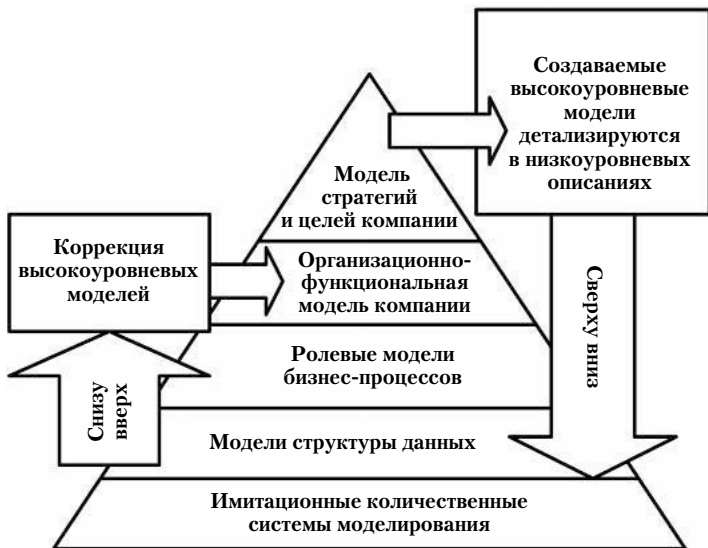 Создаваемые
высокоуровневые
модели
детализируются
в низкоуровневых
описаниях
Модель
стратегий
и целей компании
Коррекция
высокоуровневых
моделей
Организационно-
функциональная
модель компании
Сверху вниз
Ролевые модели
бизнес-процессов
Снизу
вверх
Модели структуры данных
Имитационные количественные
системы моделирования